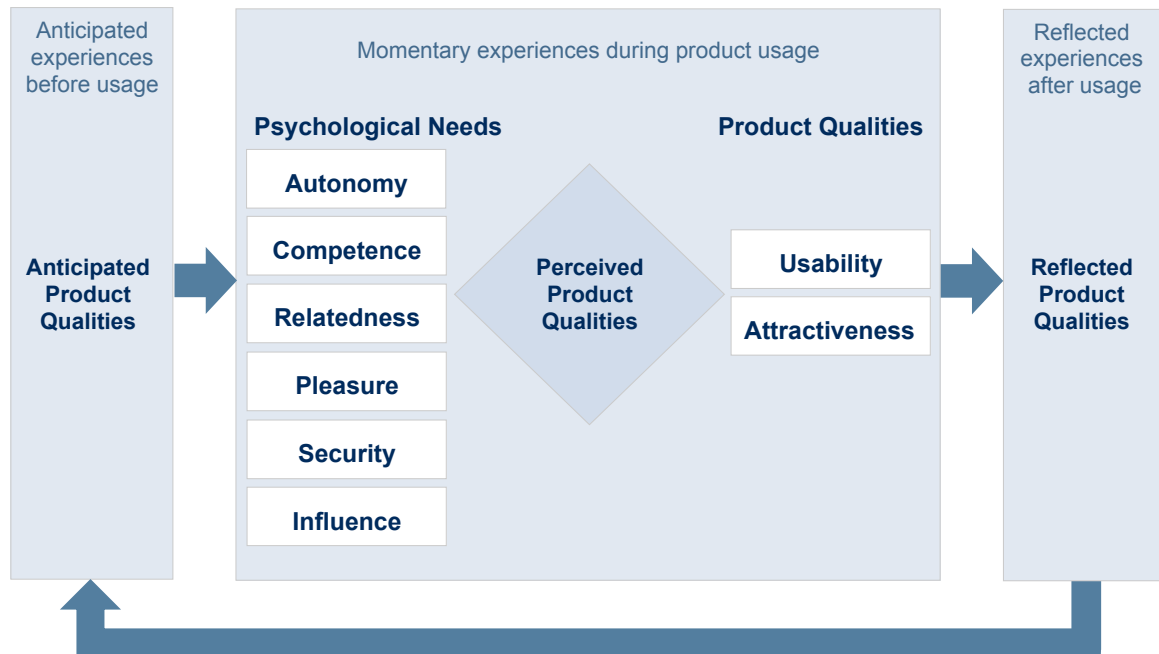 Anticipated
experiences
before usage
Anticipated
Product
Qualities
Momentary experiences during product usage
Psychological Needs
Autonomy
Competence
Relatedness
Pleasure
Security
Influence
Perceived
Product
Qualities
Product Qualities
Usability
Attractiveness
Reflected
experiences
after usage
Reflected
Product
Qualities